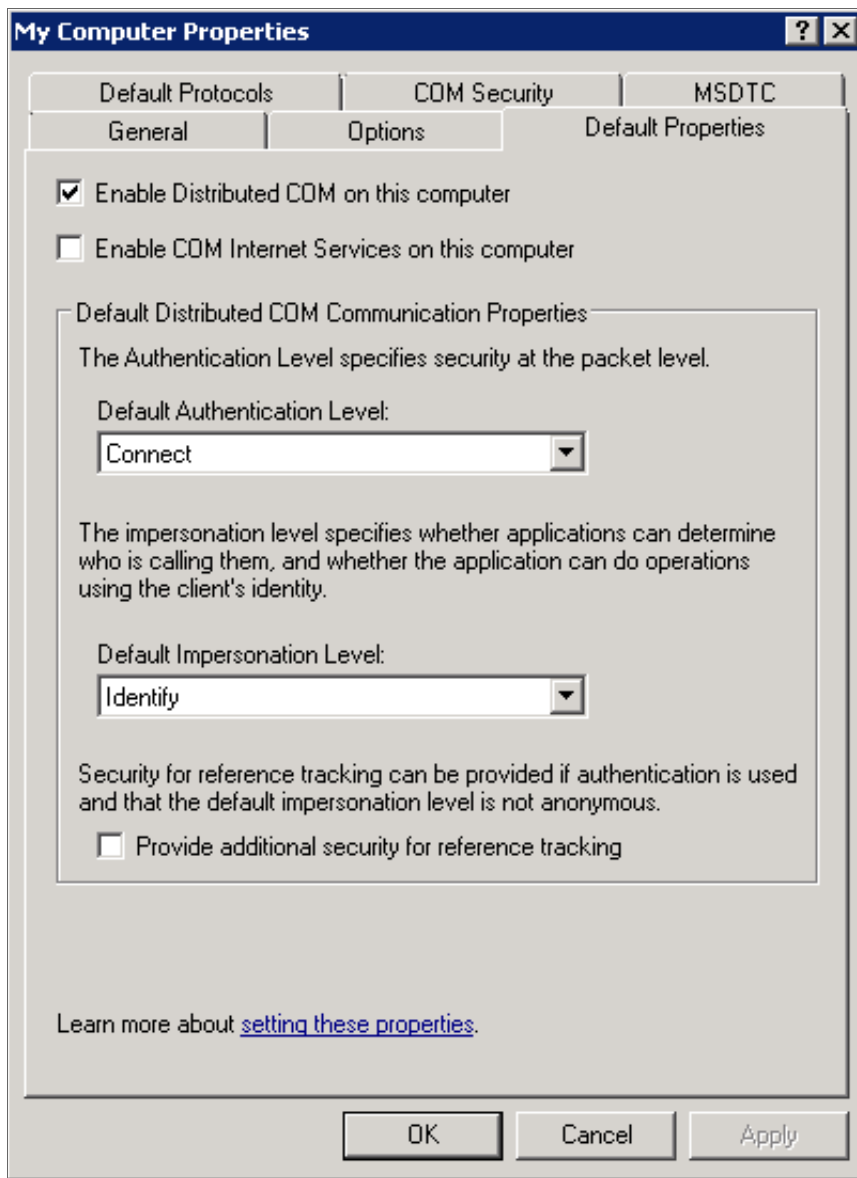 My Computer Properties
Default Protocols COM Security MSDTC
General Options Default Properties
Enable Distributed COM on this computer
Enable COM Internet Services on this computer
Default Distributed COM Communication Properties
The Authentication Level specifies security at the packet level.
Default Authentication Level:
Connect
The impersonation level specifies whether applications can determine
who is calling them, and whether the application can do operations
using the client's identity.
Default Impersonation Level:
Identify
Security for reference tracking can be provided if authentication is used
and that the default impersonation level is not anonymous.
Provide additional security for reference tracking
Learn more about setting these properties.
OK Cancel Apply